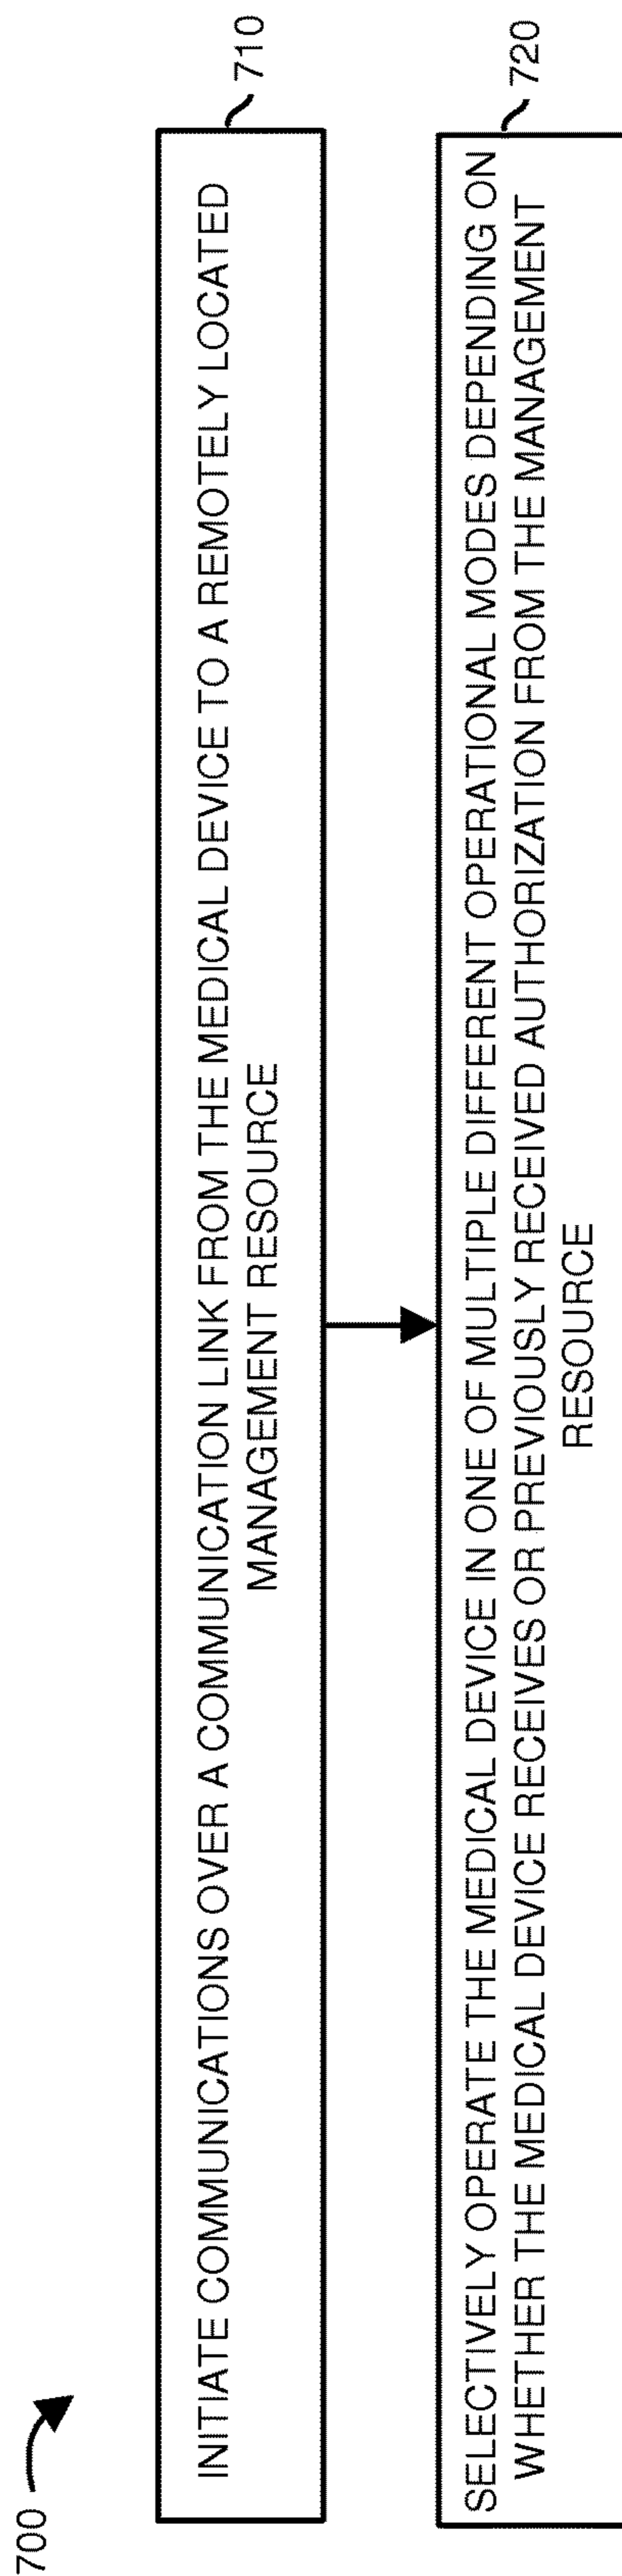 700
710
INITIATE COMMUNICATIONS OVER A COMMUNICATION LINK FROM THE MEDICAL DEVICE TO A REMOTELY LOCATED
MANAGEMENT RESOURCE
720
SELECTIVELY OPERATE THE MEDICAL DEVICE IN ONE OF MULTIPLE DIFFERENT OPERATIONAL MODES DEPENDING ON
WHETHER THE MEDICAL DEVICE RECEIVES OR PREVIOUSLY RECEIVED AUTHORIZATION FROM THE MANAGEMENT
RESOURCE